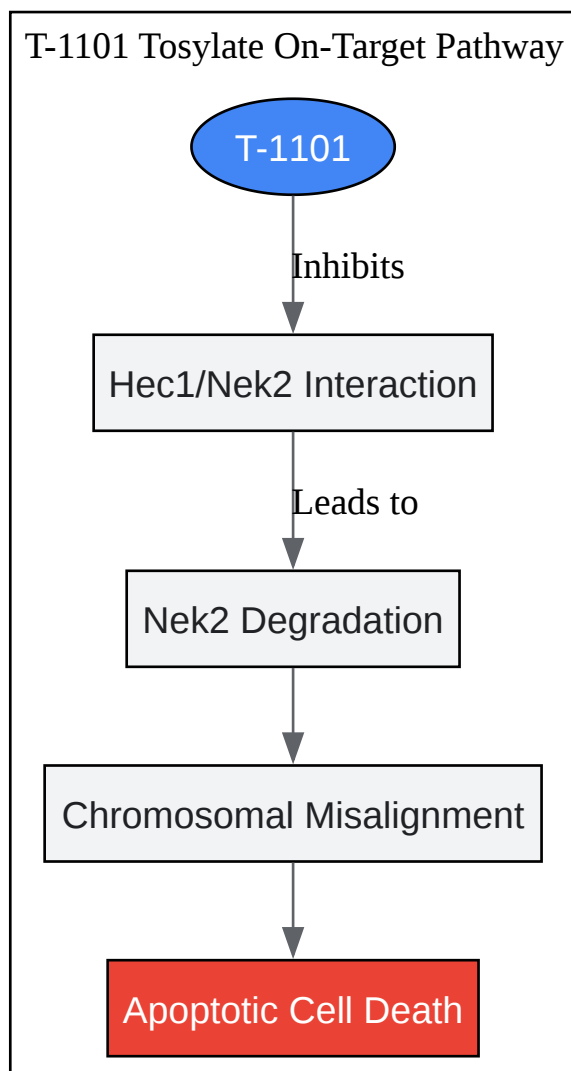 T-1101 Tosylate On-Target Pathway
T-1101
Inhibits
Hec1/Nek2 Interaction
Leads to
Nek2 Degradation
Chromosomal Misalignment
Apoptotic Cell Death